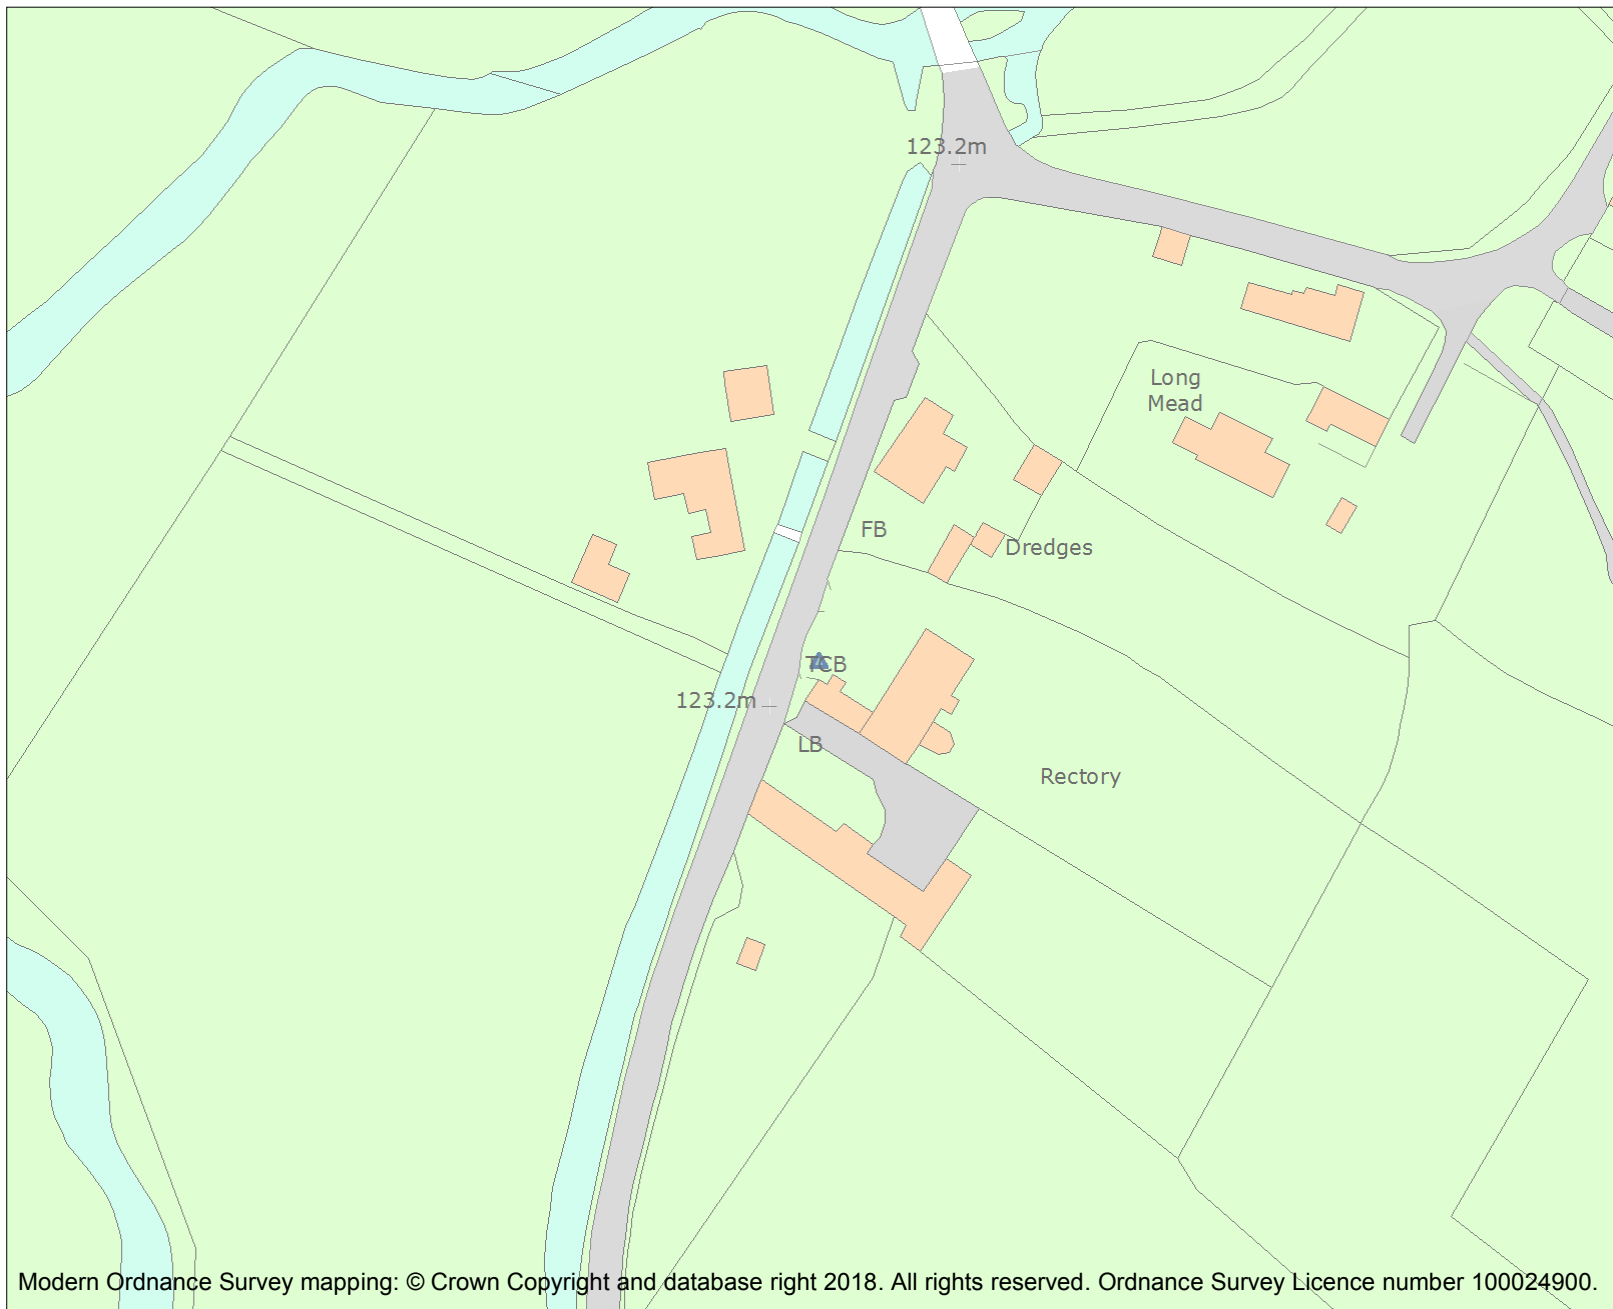 123.2m
Long
Mead
FB
Dredges
TCB
123.2m
LB
Rectory
Modern Ordnance Survey mapping: © Crown Copyright and database right 2018. All rights reserved. Ordnance Survey Licence number 100024900.